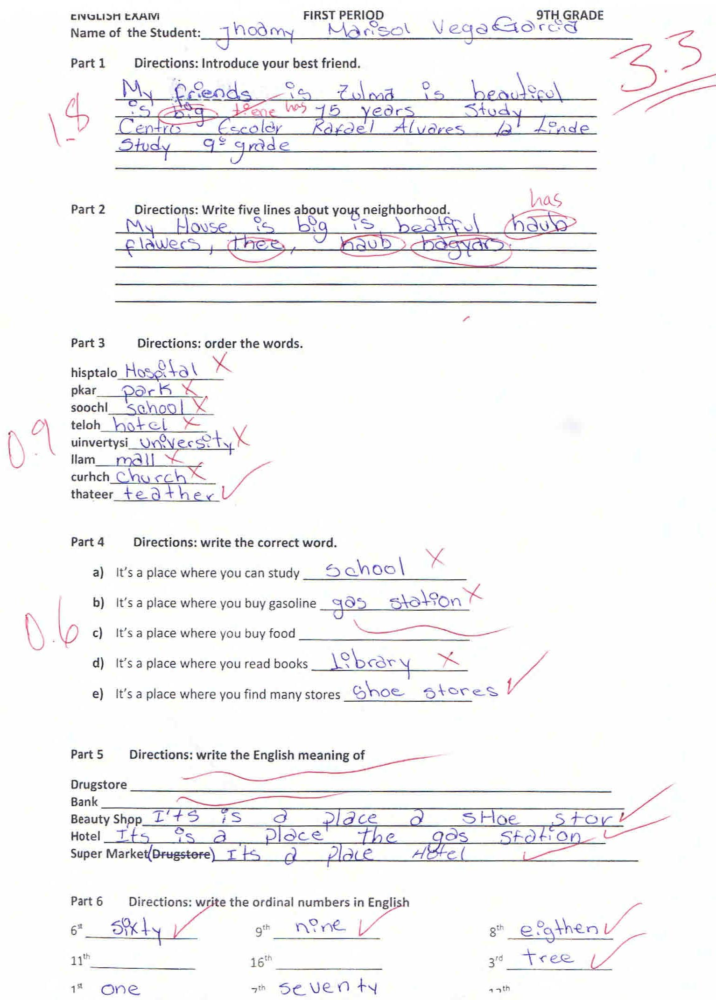 ENGLISH EXAM FIRST PERIOD 9TH GRADE
Name of the Student: Jhoamy Marisol Vega Garcia
3.3
Part 1 Directions: Introduce your best friend.
My friends is Zulma is beautiful
is big tiene has 15 years Study
1.8
Centro Escolar Rafael Alvares la Linde
Study 9º grade
Part 2 Directions: Write five lines about your neighborhood.
has
My House is big is beatiful haub
flawers, thee, haub bagyars.
Part 3 Directions: order the words.
hisptalo Hospital X
pkar park X
soochl school X
teloh hotel X
0.9
uinvertysi university X
llam mall X
curhch church X
thateer teather ✓
Part 4 Directions: write the correct word.
a) It's a place where you can study school X
b) It's a place where you buy gasoline gas station X
0.6
c) It's a place where you buy food
d) It's a place where you read books Library X
e) It's a place where you find many stores shoe stores ✓
Part 5 Directions: write the English meaning of
Drugstore
Bank
Beauty Shop I'ts is a place a sHoe stor ✓
Hotel Its is a place the gas station ✓
Super Market(Drugstore) Its a place Hotel ✓
Part 6 Directions: write the ordinal numbers in English
6st sixty ✓ 9th nine ✓ 8th eigthen ✓
11th 16th 3rd tree ✓
1st one 7th seventy